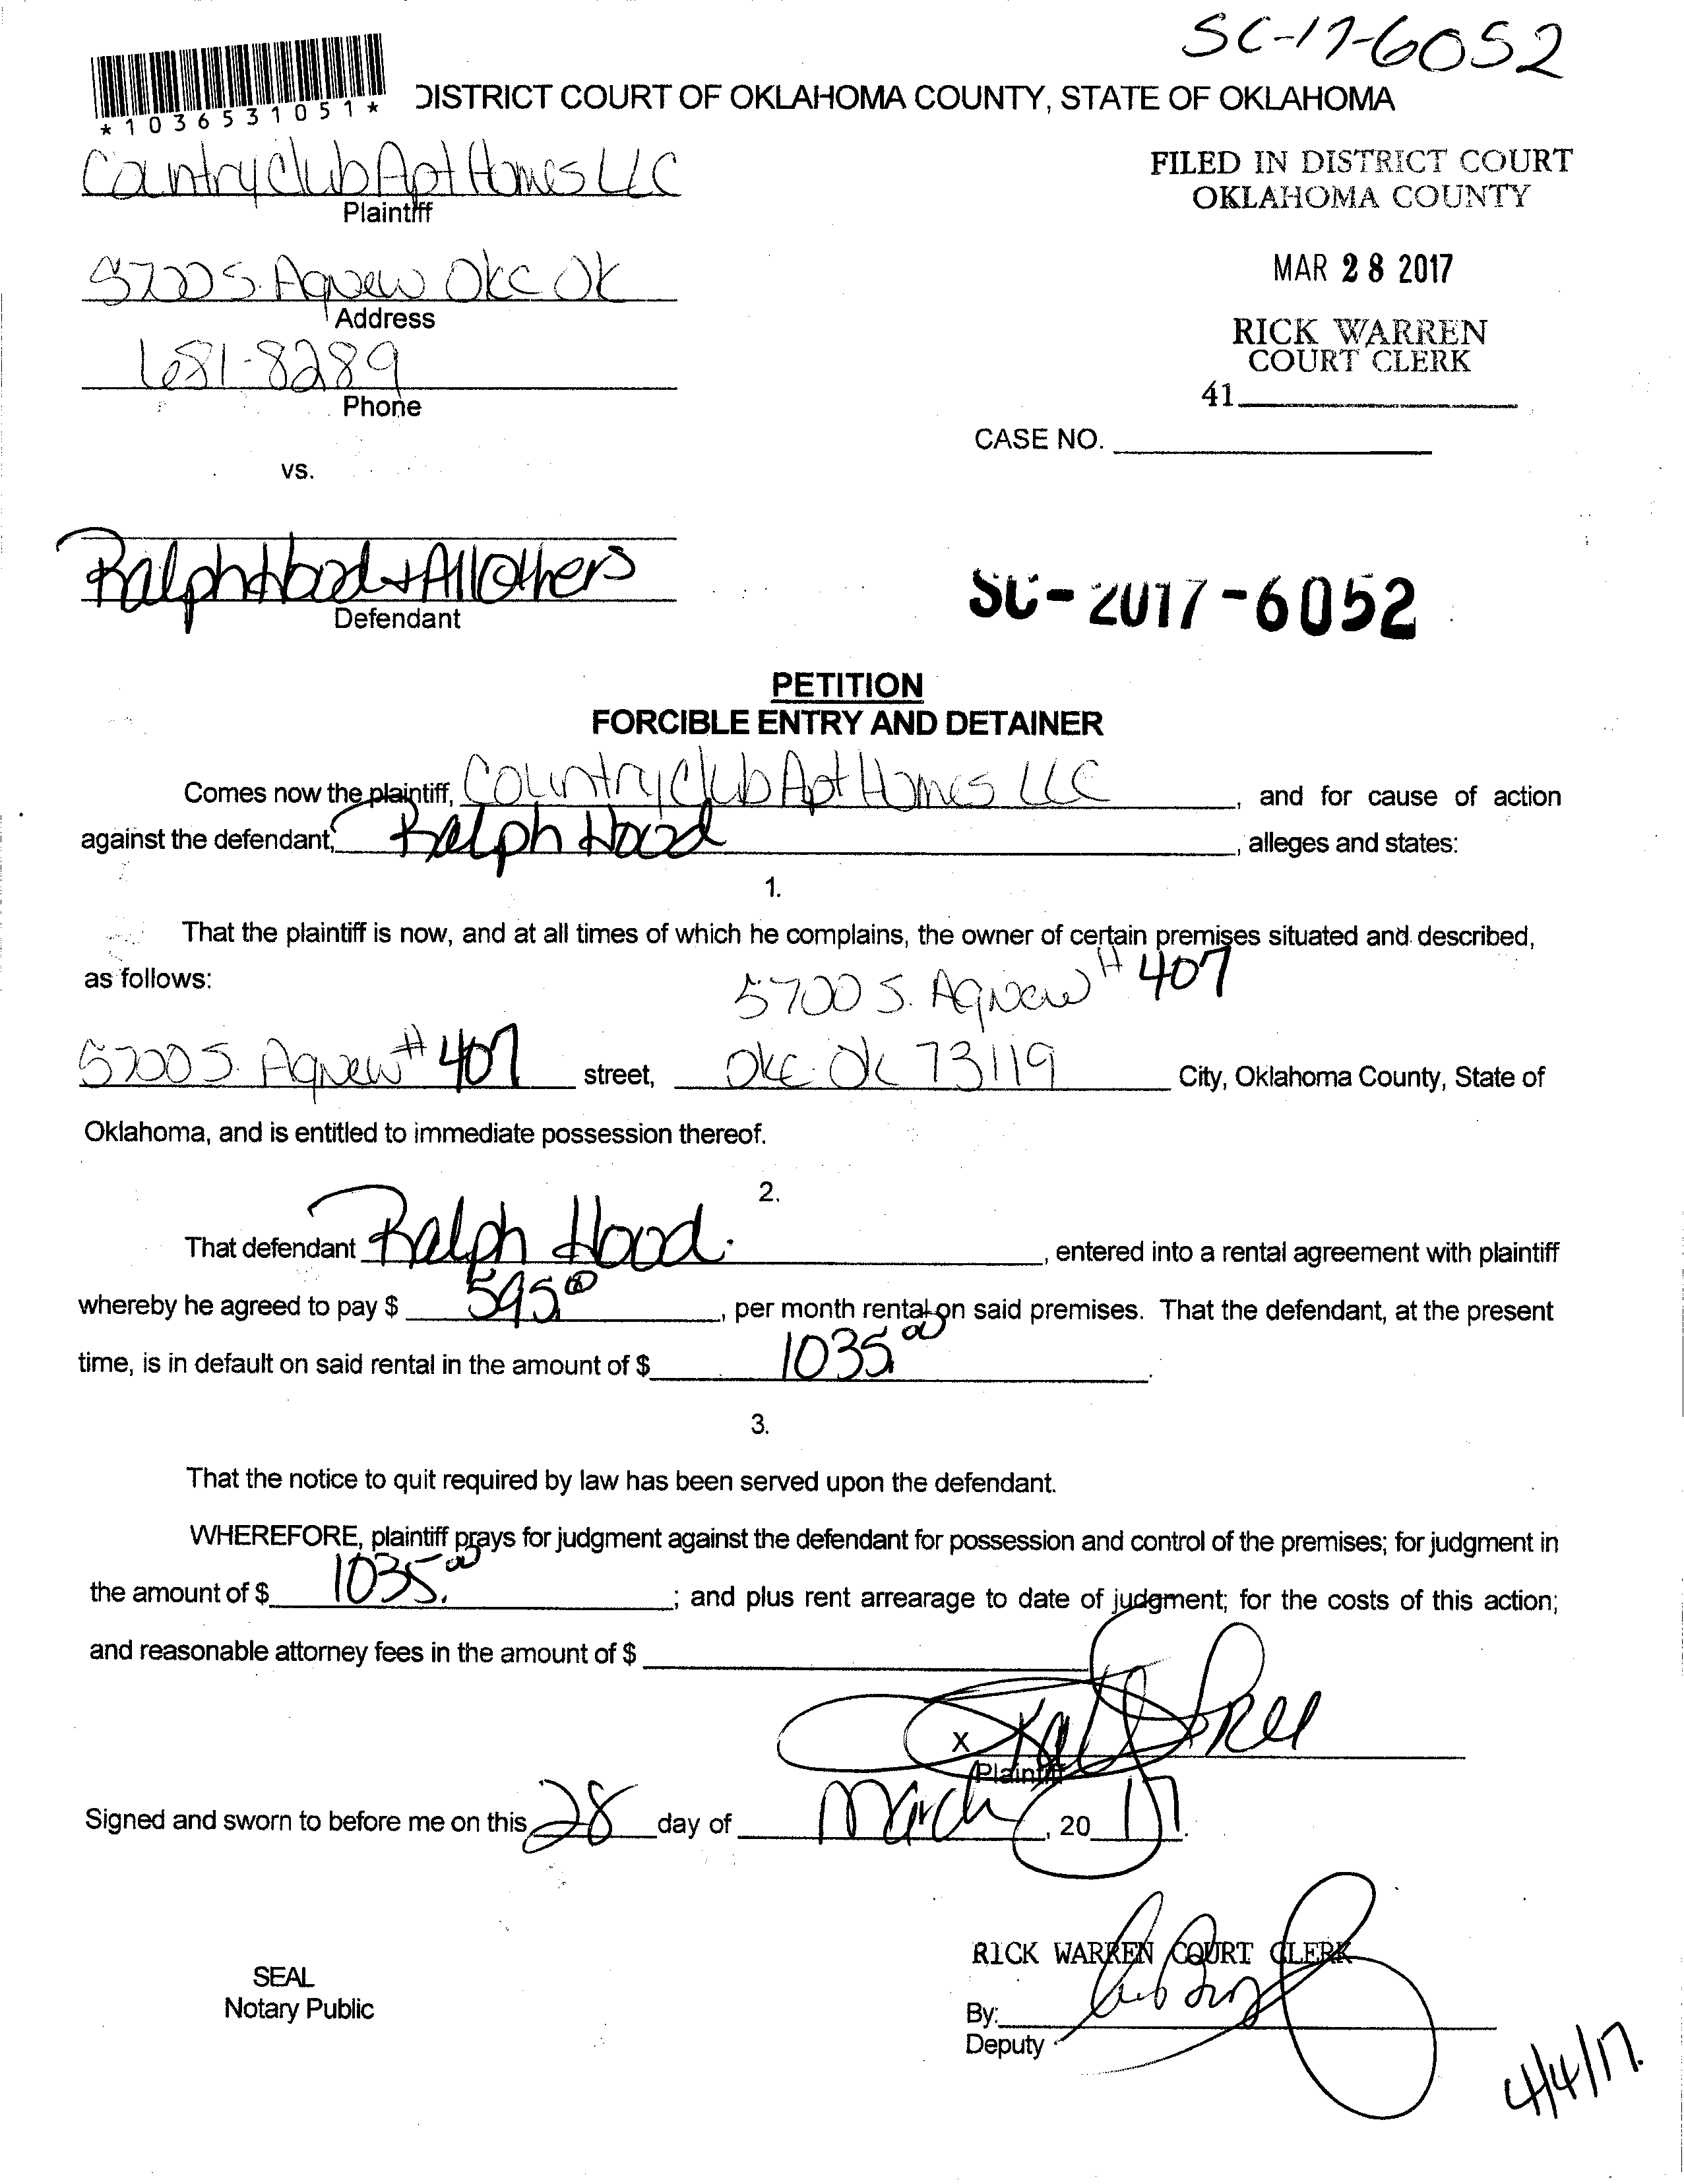 SC-17-6052
*1036531051*
DISTRICT COURT OF OKLAHOMA COUNTY, STATE OF OKLAHOMA
Country Club Apt Homes LLC
Plaintiff
FILED IN DISTRICT COURT
OKLAHOMA COUNTY
5700 S. Agnew OKC OK
Address
MAR 28 2017
681-8289
Phone
RICK WARREN
COURT CLERK
41
CASE NO.
vs.
Ralph Hood + All Others
Defendant
SC-2017-6052
PETITION
FORCIBLE ENTRY AND DETAINER
Comes now the plaintiff, Country Club Apt Homes LLC, and for cause of action
against the defendant, Ralph Hood, alleges and states:
1.
That the plaintiff is now, and at all times of which he complains, the owner of certain premises situated and described,
as follows:
5700 S. Agnew # 407
5700 S. Agnew # 407 street, OKC OK 73119 City, Oklahoma County, State of
Oklahoma, and is entitled to immediate possession thereof.
2.
That defendant Ralph Hood., entered into a rental agreement with plaintiff
whereby he agreed to pay $ 595.00, per month rental on said premises. That the defendant, at the present
time, is in default on said rental in the amount of $ 1035.00.
3.
That the notice to quit required by law has been served upon the defendant.
WHEREFORE, plaintiff prays for judgment against the defendant for possession and control of the premises; for judgment in
the amount of $ 1035.00; and plus rent arrearage to date of judgment; for the costs of this action;
and reasonable attorney fees in the amount of $
X
Plaintiff
Signed and sworn to before me on this 28 day of March, 20 17.
RICK WARREN COURT CLERK
SEAL
Notary Public
By:
Deputy
4/4/17.